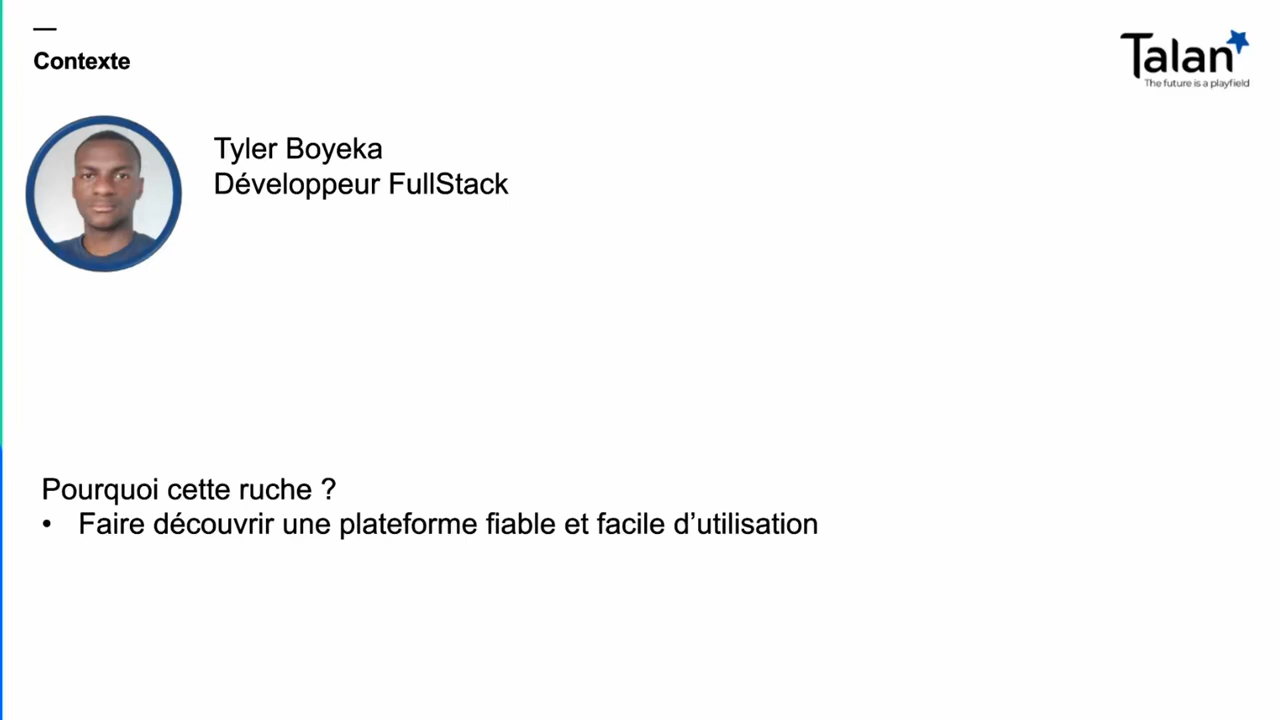 Contexte
Talan
The future is a playfield
Tyler Boyeka
Développeur FullStack
Pourquoi cette ruche ?
• Faire découvrir une plateforme fiable et facile d’utilisation